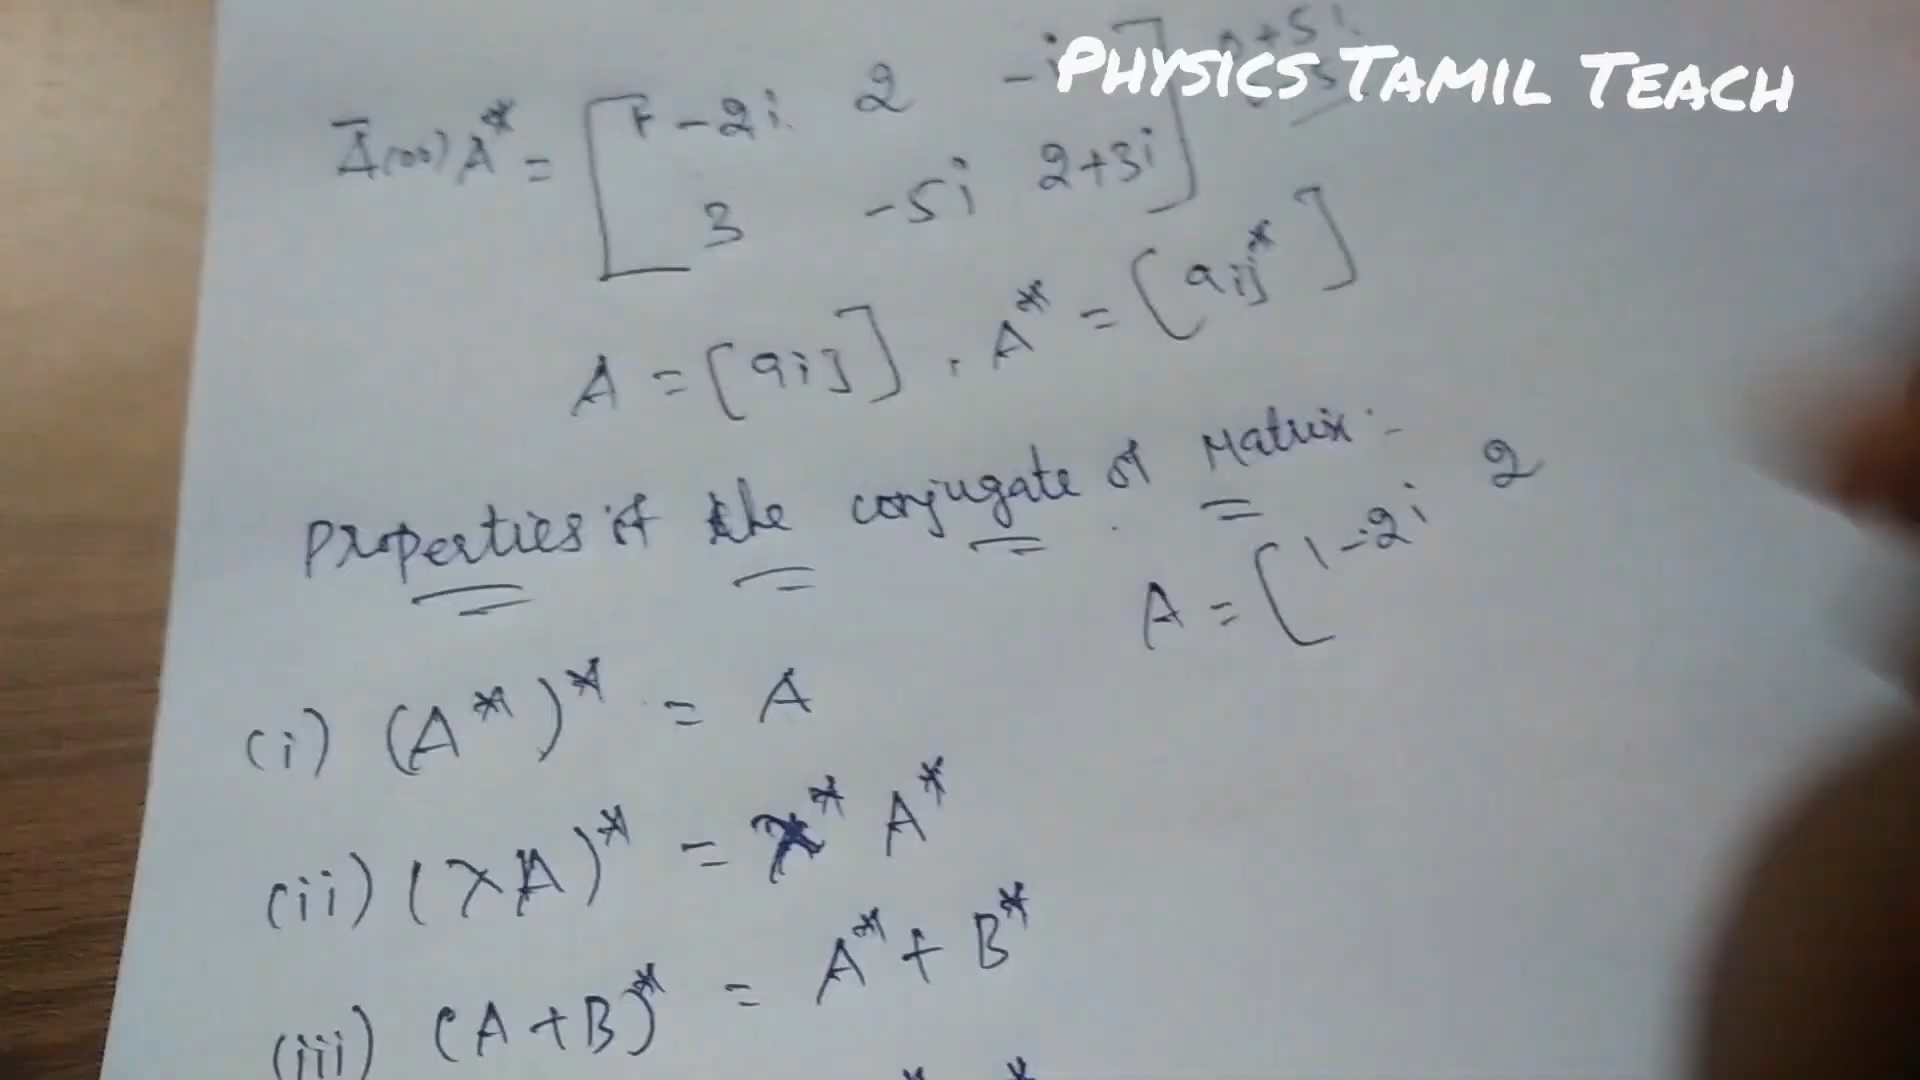 Physics Tamil Teach
Ā (or) A* = [ -2i 2 -i
3 -5i 2+3i ]
A = [aij] , A* = [aij*]
Properties of the conjugate of Matrix :-
A = [ 1-2i 2
(i) (A*)* = A
(ii) (λA)* = λ* A*
(iii) (A+B)* = A* + B*